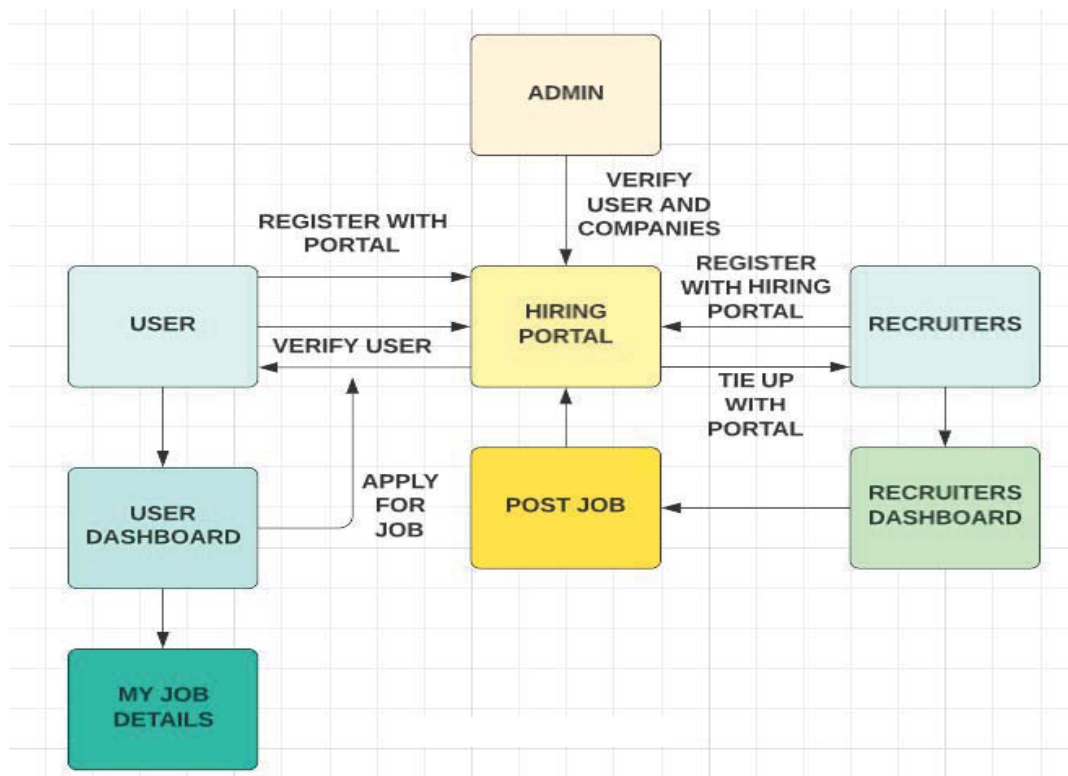 ADMIN
VERIFY
USER AND
COMPANIES
REGISTER WITH
PORTAL
USER
HIRING
PORTAL
REGISTER
WITH HIRING
PORTAL
RECRUITERS
VERIFY USER
TIE UP
WITH
PORTAL
USER
DASHBOARD
APPLY
FOR
JOB
POST JOB
RECRUITERS
DASHBOARD
MY JOB
DETAILS